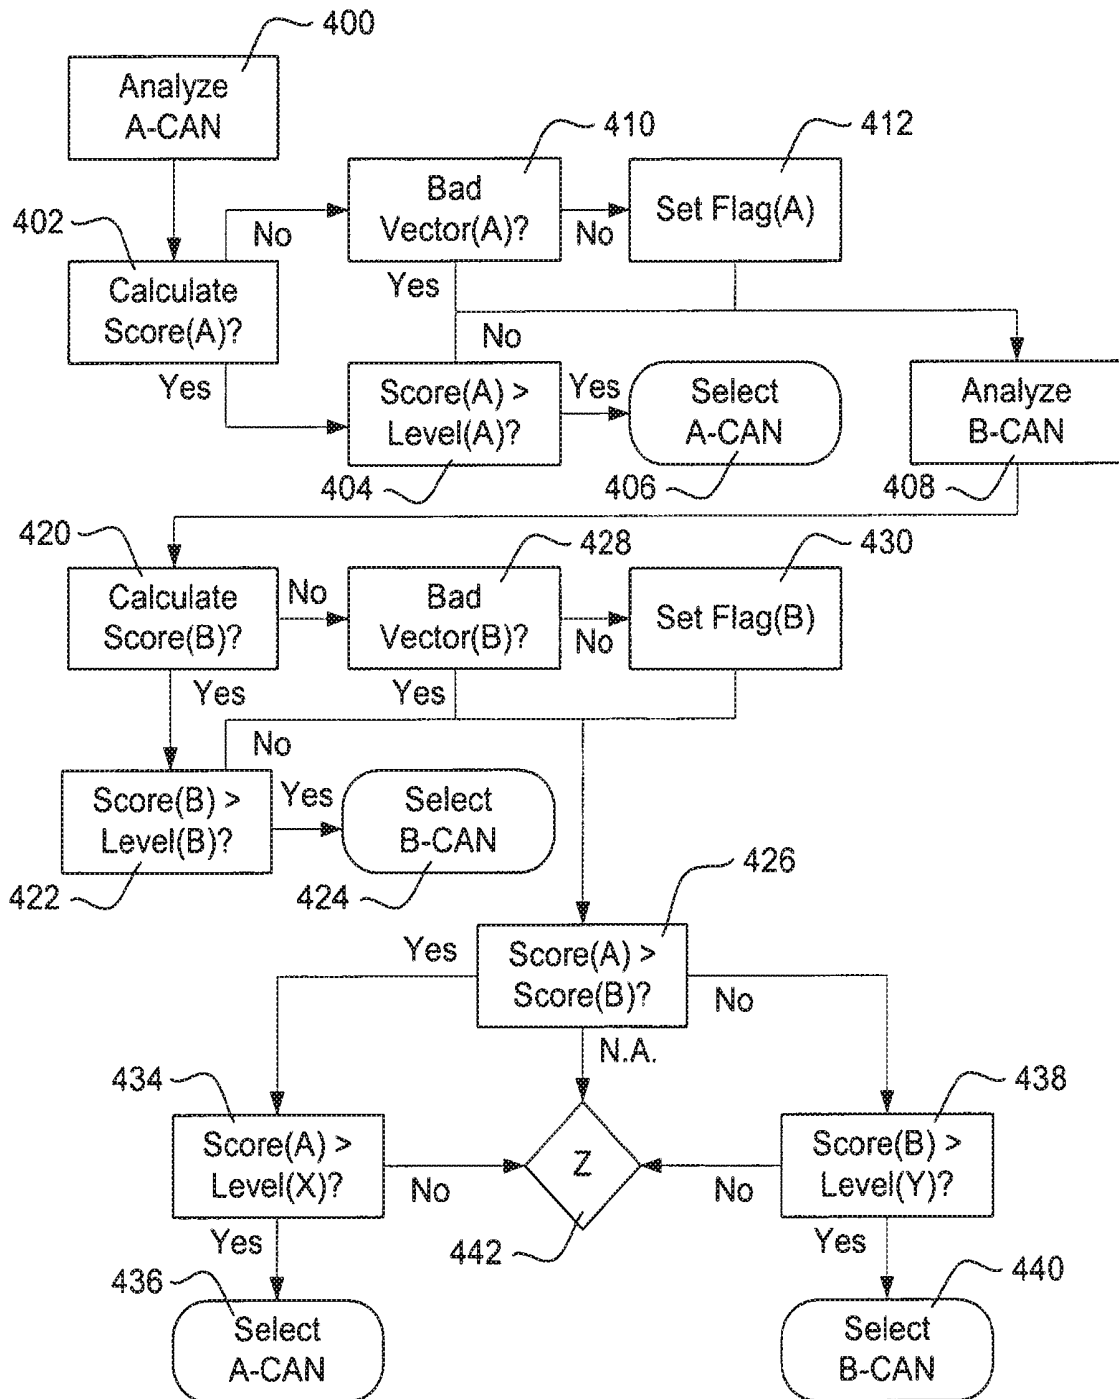 400
Analyze
A-CAN
410
412
Bad
Vector(A)?
Set Flag(A)
402
No
No
Yes
Calculate
Score(A)?
No
Yes
Score(A) >
Level(A)?
Yes
Select
A-CAN
Analyze
B-CAN
404
406
408
420
428
430
Calculate
Score(B)?
No
Bad
Vector(B)?
No
Set Flag(B)
Yes
Yes
No
Score(B) >
Level(B)?
Yes
Select
B-CAN
422
424
426
Yes
Score(A) >
Score(B)?
No
N.A.
434
438
Score(A) >
Level(X)?
No
Z
No
Score(B) >
Level(Y)?
Yes
442
Yes
436
440
Select
A-CAN
Select
B-CAN